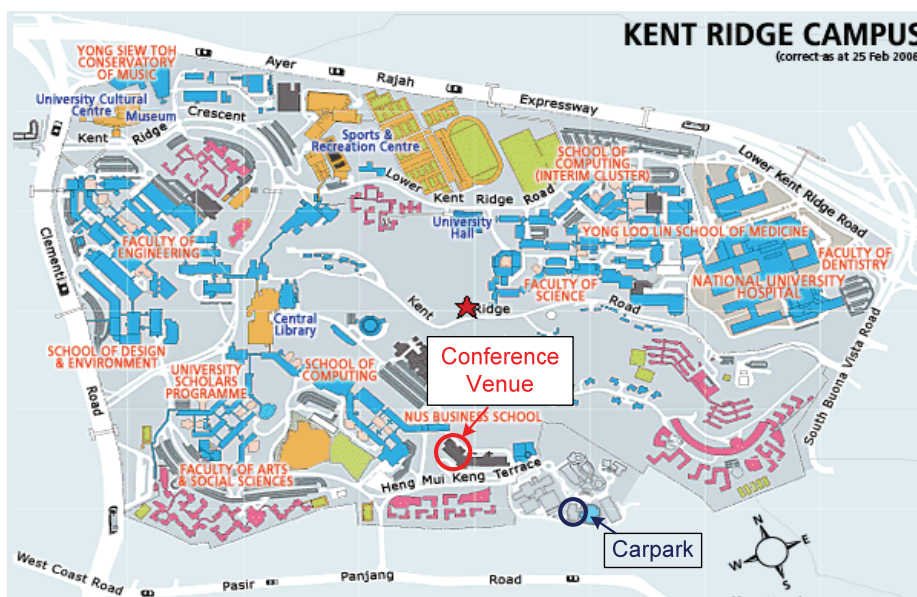 KENT RIDGE CAMPUS
(correct-as at 25 Feb 2008
YONG SIEW TOH
CONSERVATORY
OF MUSIC
Ayer
Rajah
Expressway
University Cultural
Centre
Museum
Kent
Ridge
Crescent
Sports &
Recreation Centre
SCHOOL OF
COMPUTING
(INTERIM CLUSTER)
Lower Kent Ridge Road
Lower
Kent
Ridge
Road
University
Hall
YONG LOO LIN SCHOOL OF MEDICINE
FACULTY OF
DENTISTRY
NATIONAL UNIVERSITY
HOSPITAL
FACULTY OF
ENGINEERING
FACULTY OF
SCIENCE
Clementi
Road
Kent
Ridge
Road
Central
Library
SCHOOL OF DESIGN
& ENVIRONMENT
UNIVERSITY
SCHOLARS
PROGRAMME
SCHOOL OF
COMPUTING
Conference
Venue
NUS BUSINESS SCHOOL
South Buona Vista Road
FACULTY OF ARTS
& SOCIAL SCIENCES
Heng Mui Keng Terrace
Carpark
N
E
W
S
West Coast Road
Pasir
Panjang
Road